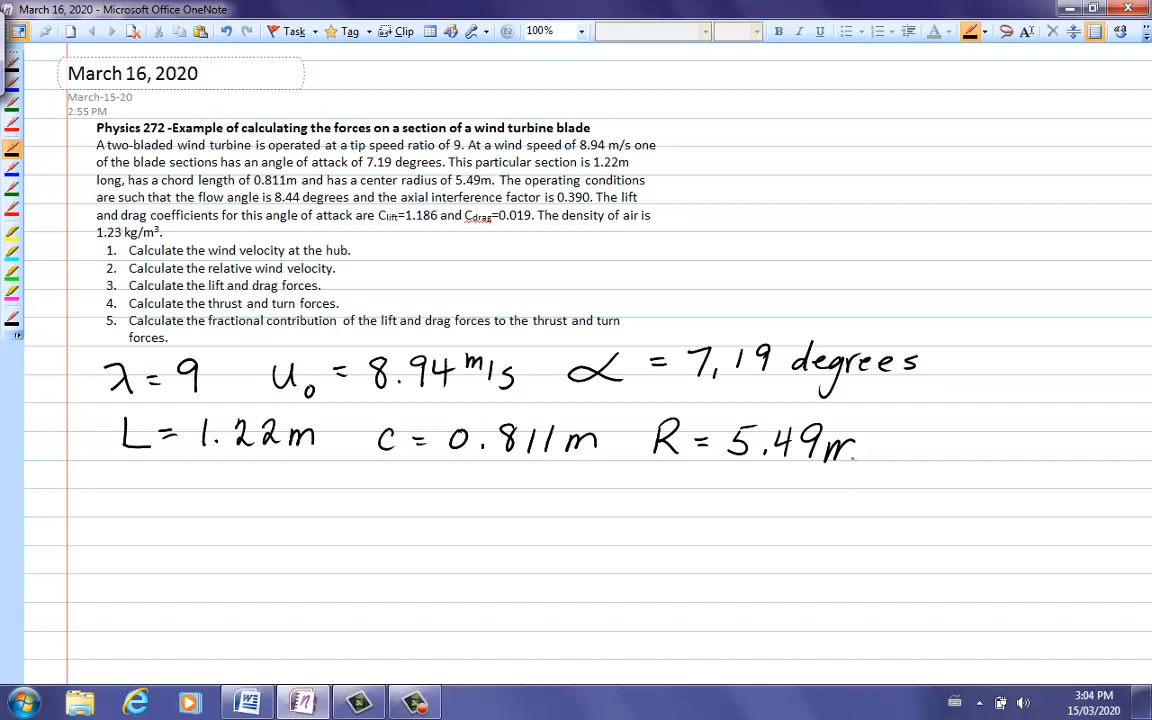 March 16, 2020 - Microsoft Office OneNote
Task Tag Clip 100% B I U
March 16, 2020
March-15-20
2:55 PM
Physics 272 -Example of calculating the forces on a section of a wind turbine blade
A two-bladed wind turbine is operated at a tip speed ratio of 9. At a wind speed of 8.94 m/s one
of the blade sections has an angle of attack of 7.19 degrees. This particular section is 1.22m
long, has a chord length of 0.811m and has a center radius of 5.49m. The operating conditions
are such that the flow angle is 8.44 degrees and the axial interference factor is 0.390. The lift
and drag coefficients for this angle of attack are Clift=1.186 and Cdrag=0.019. The density of air is
1.23 kg/m³.
1. Calculate the wind velocity at the hub.
2. Calculate the relative wind velocity.
3. Calculate the lift and drag forces.
4. Calculate the thrust and turn forces.
5. Calculate the fractional contribution of the lift and drag forces to the thrust and turn
forces.
λ = 9 u₀ = 8.94 m/s α = 7.19 degrees
L = 1.22m c = 0.811m R = 5.49m
3:04 PM
15/03/2020